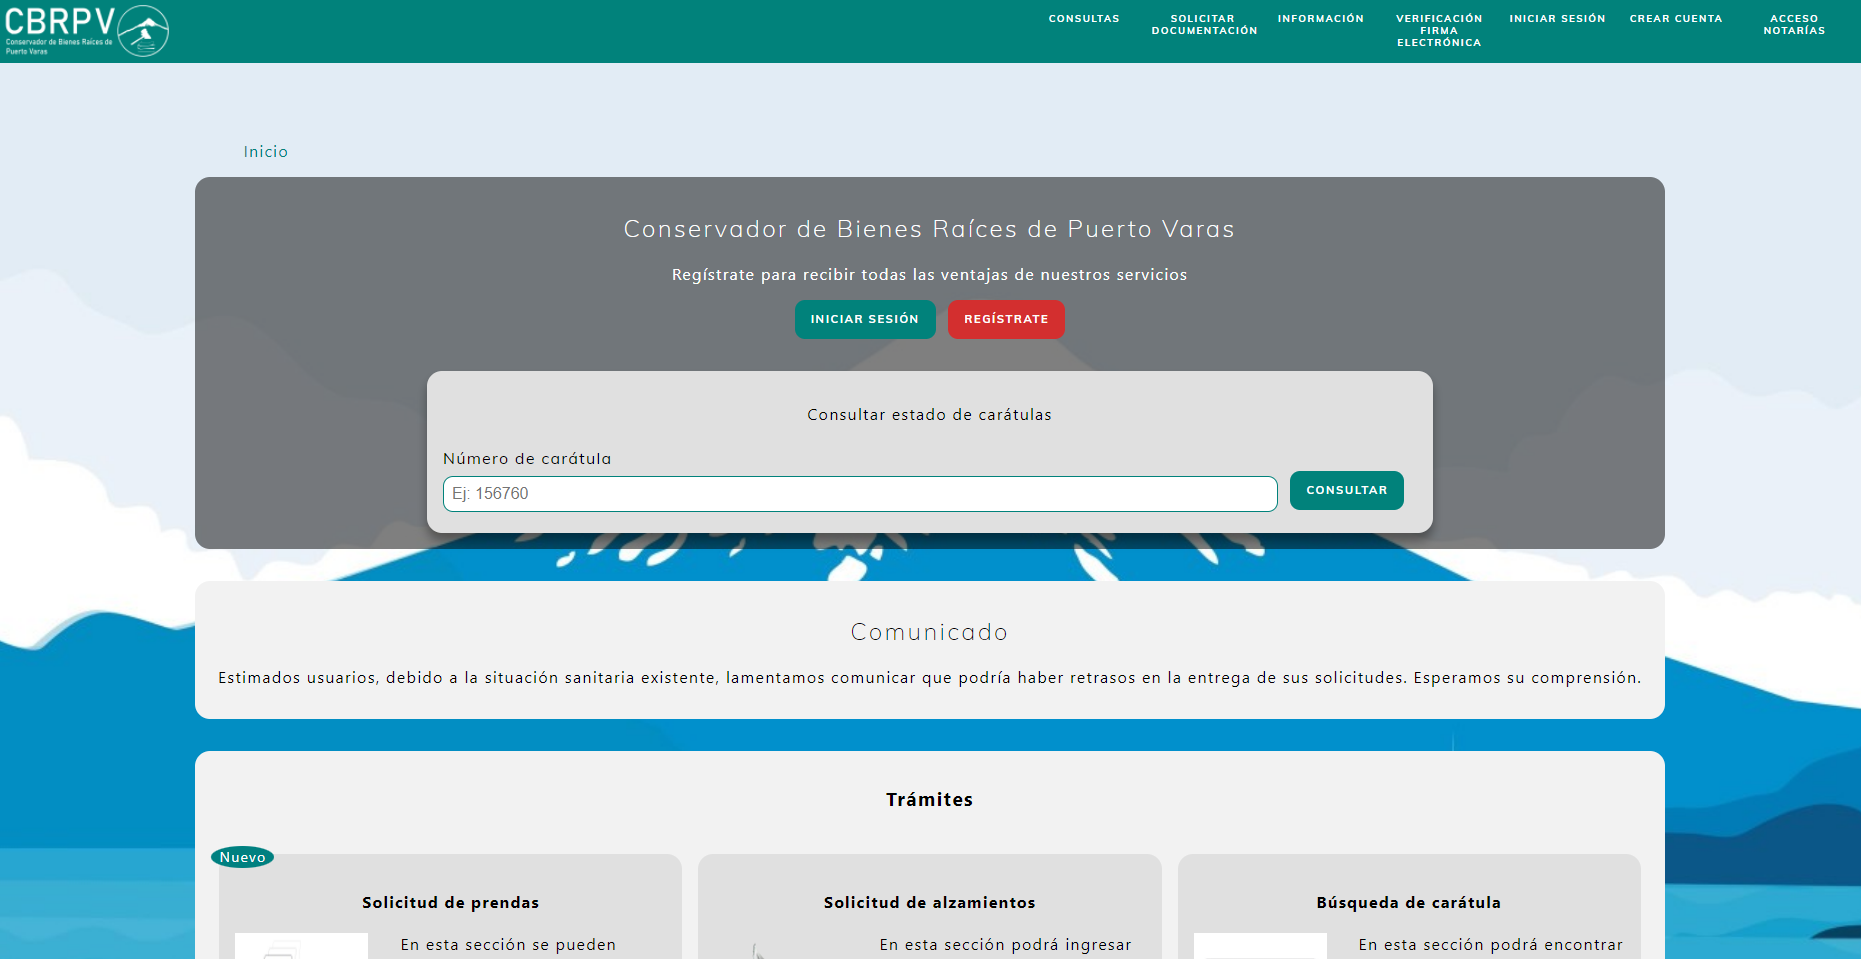 CBRPV
Conservador de Bienes Raíces de
Puerto Varas
CONSULTAS
SOLICITAR
DOCUMENTACIÓN
INFORMACIÓN
VERIFICACIÓN
FIRMA
ELECTRÓNICA
INICIAR SESIÓN
CREAR CUENTA
ACCESO
NOTARÍAS
Inicio
Conservador de Bienes Raíces de Puerto Varas
Regístrate para recibir todas las ventajas de nuestros servicios
INICIAR SESIÓN
REGÍSTRATE
Consultar estado de carátulas
Número de carátula
Ej: 156760
CONSULTAR
Comunicado
Estimados usuarios, debido a la situación sanitaria existente, lamentamos comunicar que podría haber retrasos en la entrega de sus solicitudes. Esperamos su comprensión.
Trámites
Nuevo
Solicitud de prendas
En esta sección se pueden
Solicitud de alzamientos
En esta sección podrá ingresar
Búsqueda de carátula
En esta sección podrá encontrar